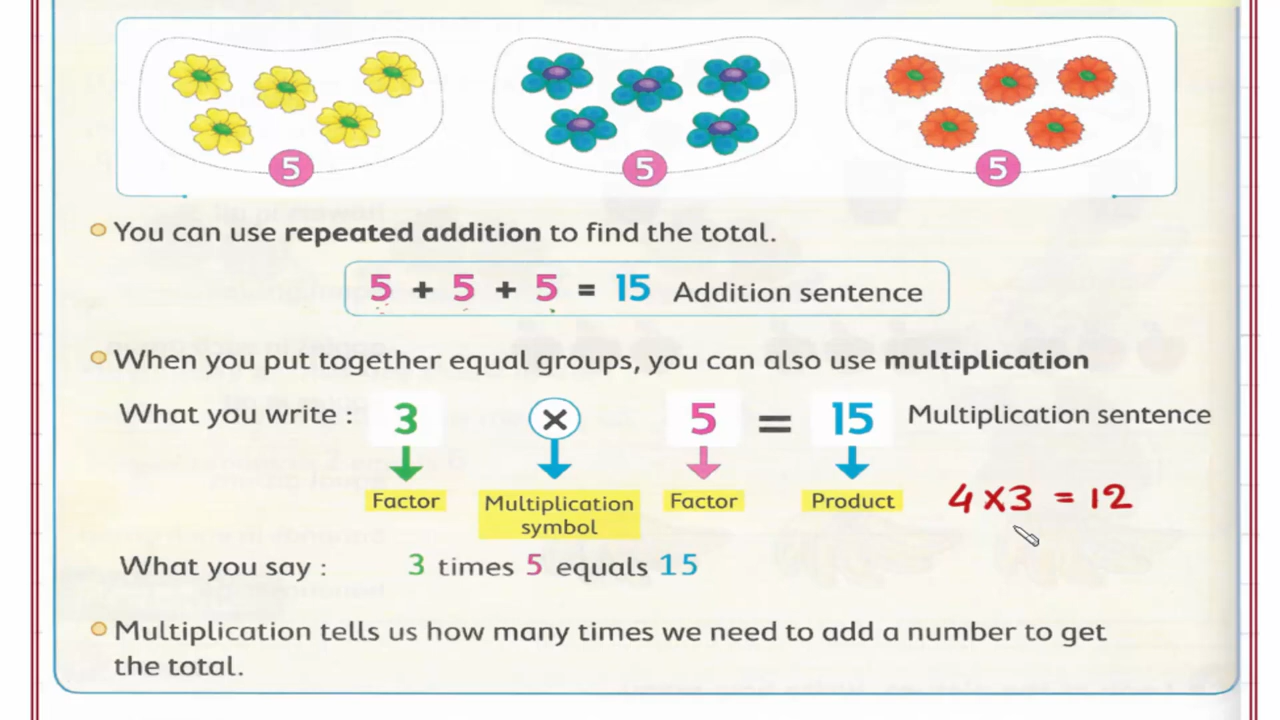 5 5 5
You can use repeated addition to find the total.
5 + 5 + 5 = 15 Addition sentence
When you put together equal groups, you can also use multiplication
What you write : 3 × 5 = 15 Multiplication sentence
Factor Multiplication symbol Factor Product
4 x 3 = 12
What you say : 3 times 5 equals 15
Multiplication tells us how many times we need to add a number to get
the total.